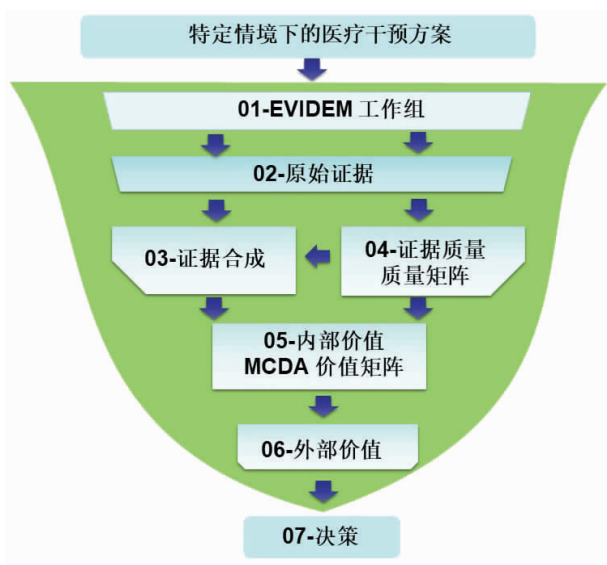 特定情境下的医疗干预方案
01-EVIDEM 工作组
02-原始证据
03-证据合成
04-证据质量
质量矩阵
05-内部价值
MCDA 价值矩阵
06-外部价值
07-决策